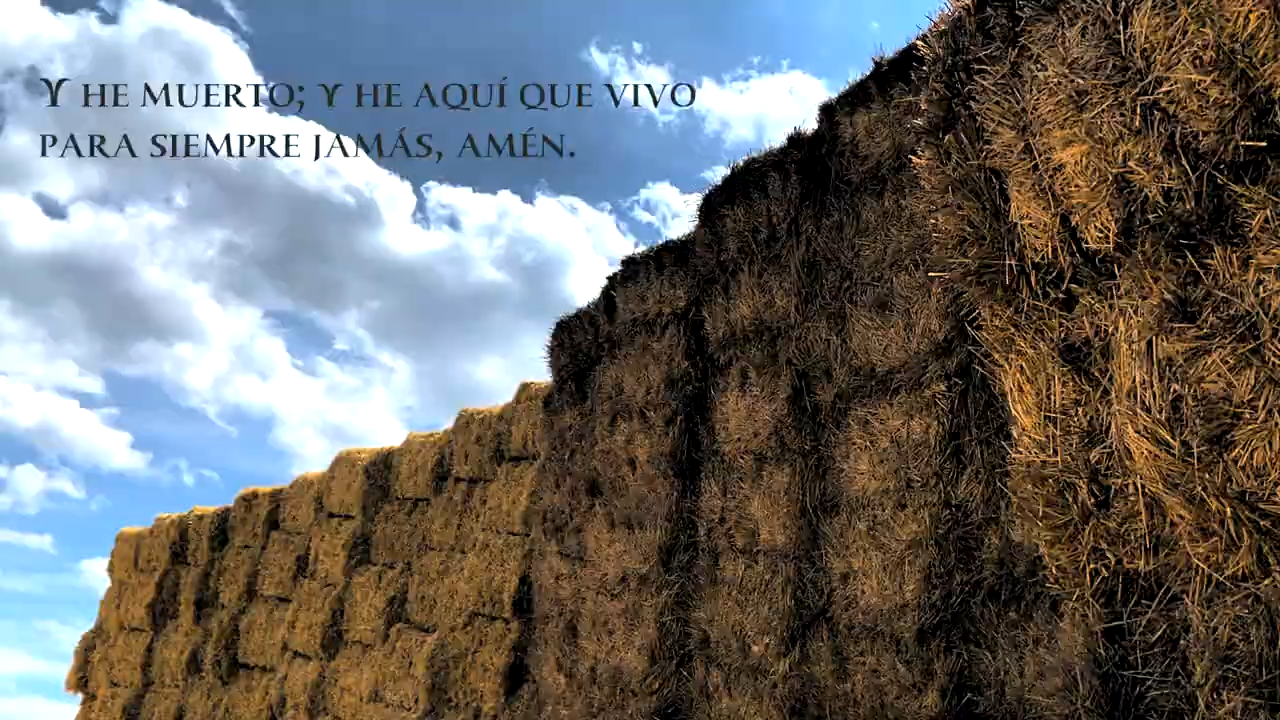 Y HE MUERTO; Y HE AQUÍ QUE VIVO
PARA SIEMPRE JAMÁS, AMÉN.